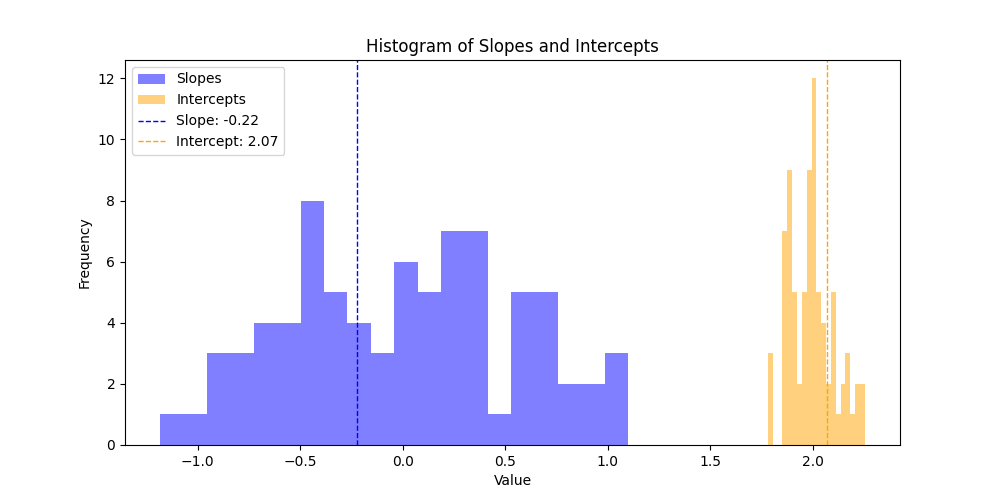 Histogram of Slopes and Intercepts
Slopes
Intercepts
Slope: -0.22
Intercept: 2.07
Frequency
12
10
8
6
4
2
0
−1.0 −0.5 0.0 0.5 1.0 1.5 2.0
Value